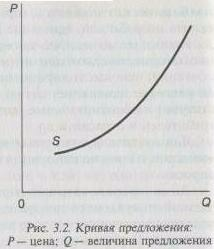 P
S
0 Q
Рис. 3.2. Кривая предложения:
P — цена; Q — величина предложения